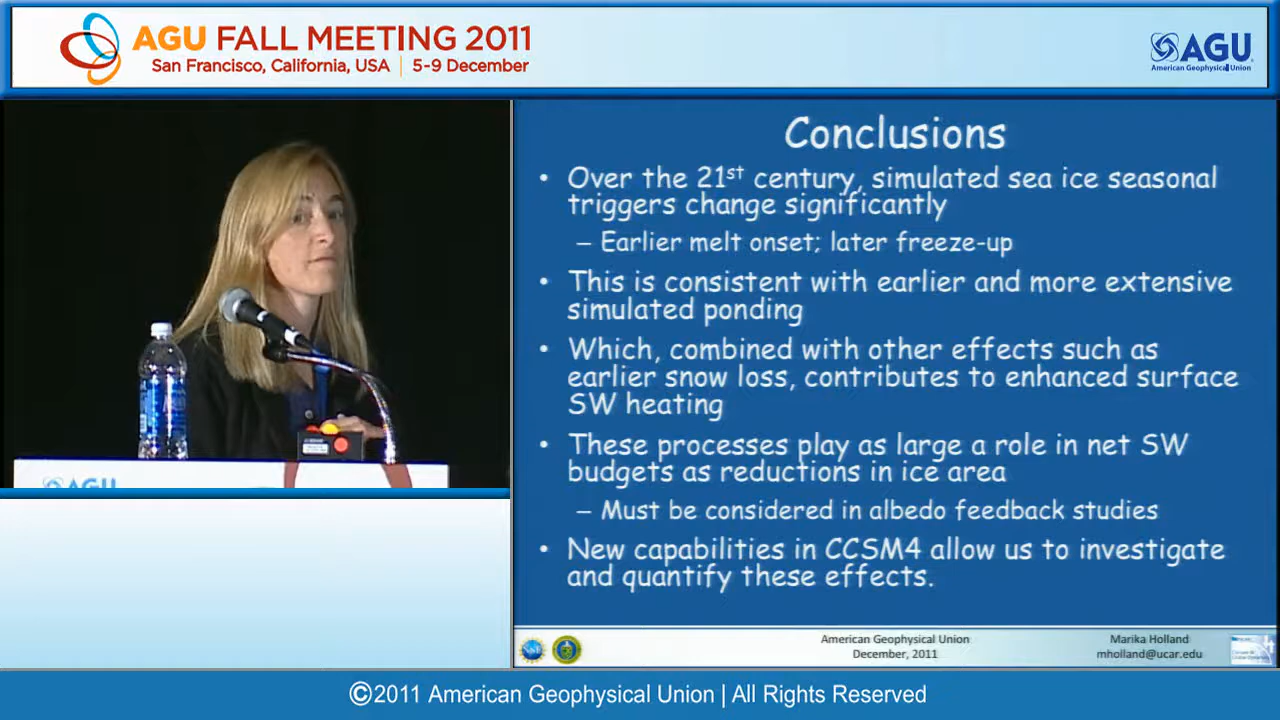 AGU FALL MEETING 2011
San Francisco, California, USA | 5-9 December
AGU
American Geophysical Union
Conclusions
• Over the 21st century, simulated sea ice seasonal
triggers change significantly
– Earlier melt onset; later freeze-up
• This is consistent with earlier and more extensive
simulated ponding
• Which, combined with other effects such as
earlier snow loss, contributes to enhanced surface
SW heating
• These processes play as large a role in net SW
budgets as reductions in ice area
– Must be considered in albedo feedback studies
• New capabilities in CCSM4 allow us to investigate
and quantify these effects.
AGU
NSF
American Geophysical Union
December, 2011
Marika Holland
mholland@ucar.edu
©2011 American Geophysical Union | All Rights Reserved